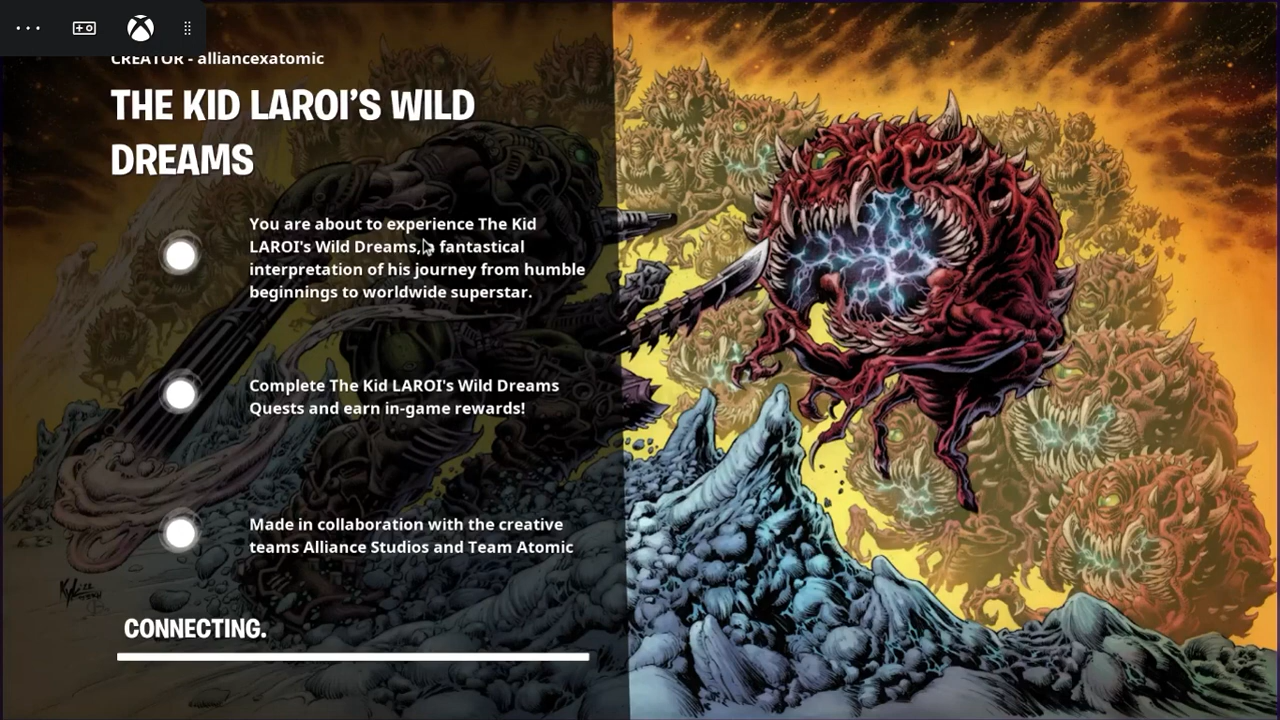 CREATOR - alliancexatomic
THE KID LAROI'S WILD
DREAMS
You are about to experience The Kid
LAROI's Wild Dreams, a fantastical
interpretation of his journey from humble
beginnings to worldwide superstar.
Complete The Kid LAROI's Wild Dreams
Quests and earn in-game rewards!
Made in collaboration with the creative
teams Alliance Studios and Team Atomic
CONNECTING.